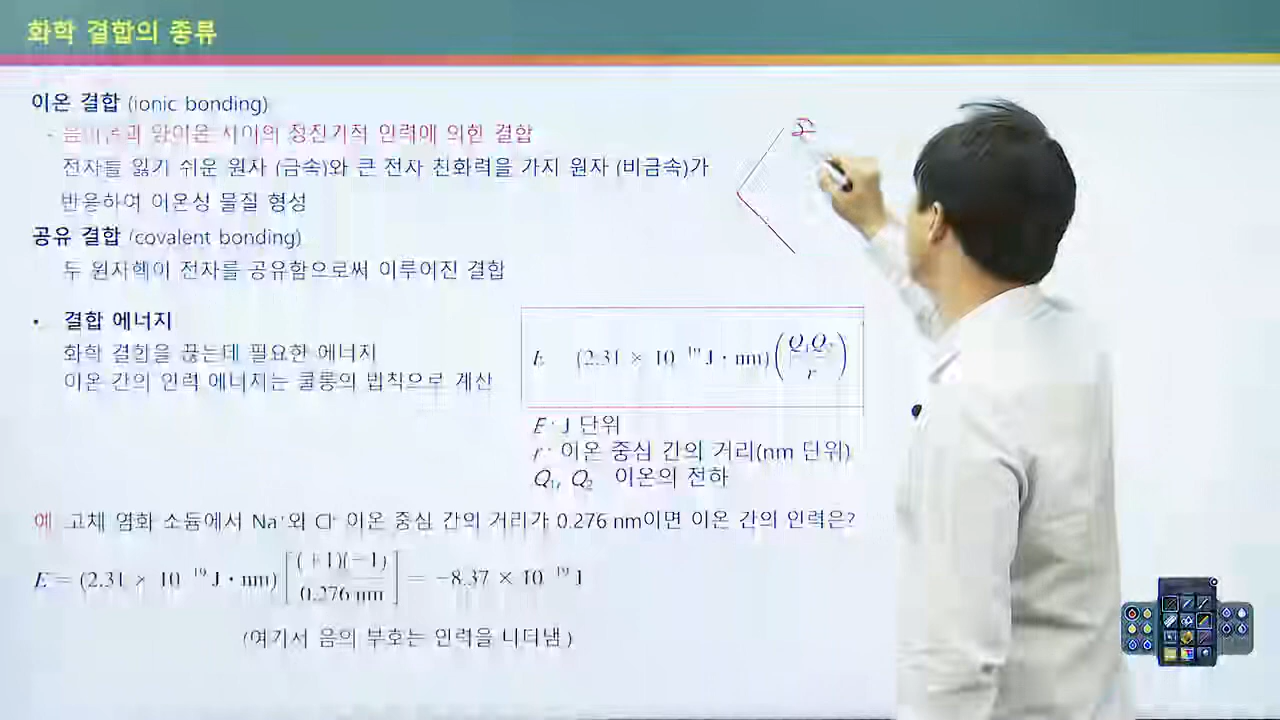 화학 결합의 종류
이온 결합 (ionic bonding)
- 음이온과 양이온 사이의 정전기적 인력에 의한 결합
전자를 잃기 쉬운 원자 (금속)와 큰 전자 친화력을 가지 원자 (비금속)가
반응하여 이온성 물질 형성
공유 결합 (covalent bonding)
두 원자핵이 전자를 공유함으로써 이루어진 결합
• 결합 에너지
화학 결합을 끊는데 필요한 에너지
이온 간의 인력 에너지는 쿨롱의 법칙으로 계산
E = (2.31 × 10⁻¹⁹ J · nm)(Q₁Q₂/r)
E : J 단위
r : 이온 중심 간의 거리(nm 단위)
Q₁, Q₂ 이온의 전하
예 고체 염화 소듐에서 Na⁺와 Cl⁻ 이온 중심 간의 거리가 0.276 nm이면 이온 간의 인력은?
E = (2.31 × 10⁻¹⁹ J · nm)[(+1)(−1)/0.276 nm] = −8.37 × 10⁻¹⁹ J
(여기서 음의 부호는 인력을 나타냄)